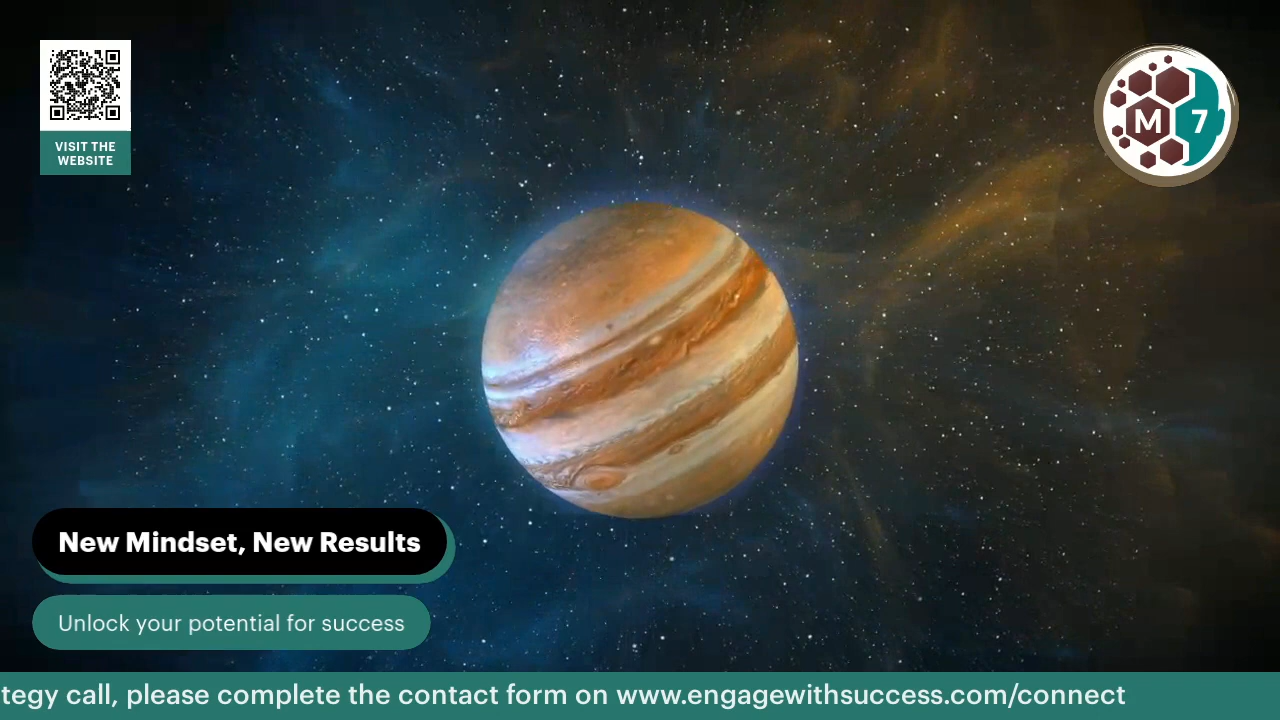 VISIT THE
WEBSITE
M 7
New Mindset, New Results
Unlock your potential for success
tegy call, please complete the contact form on www.engagewithsuccess.com/connect